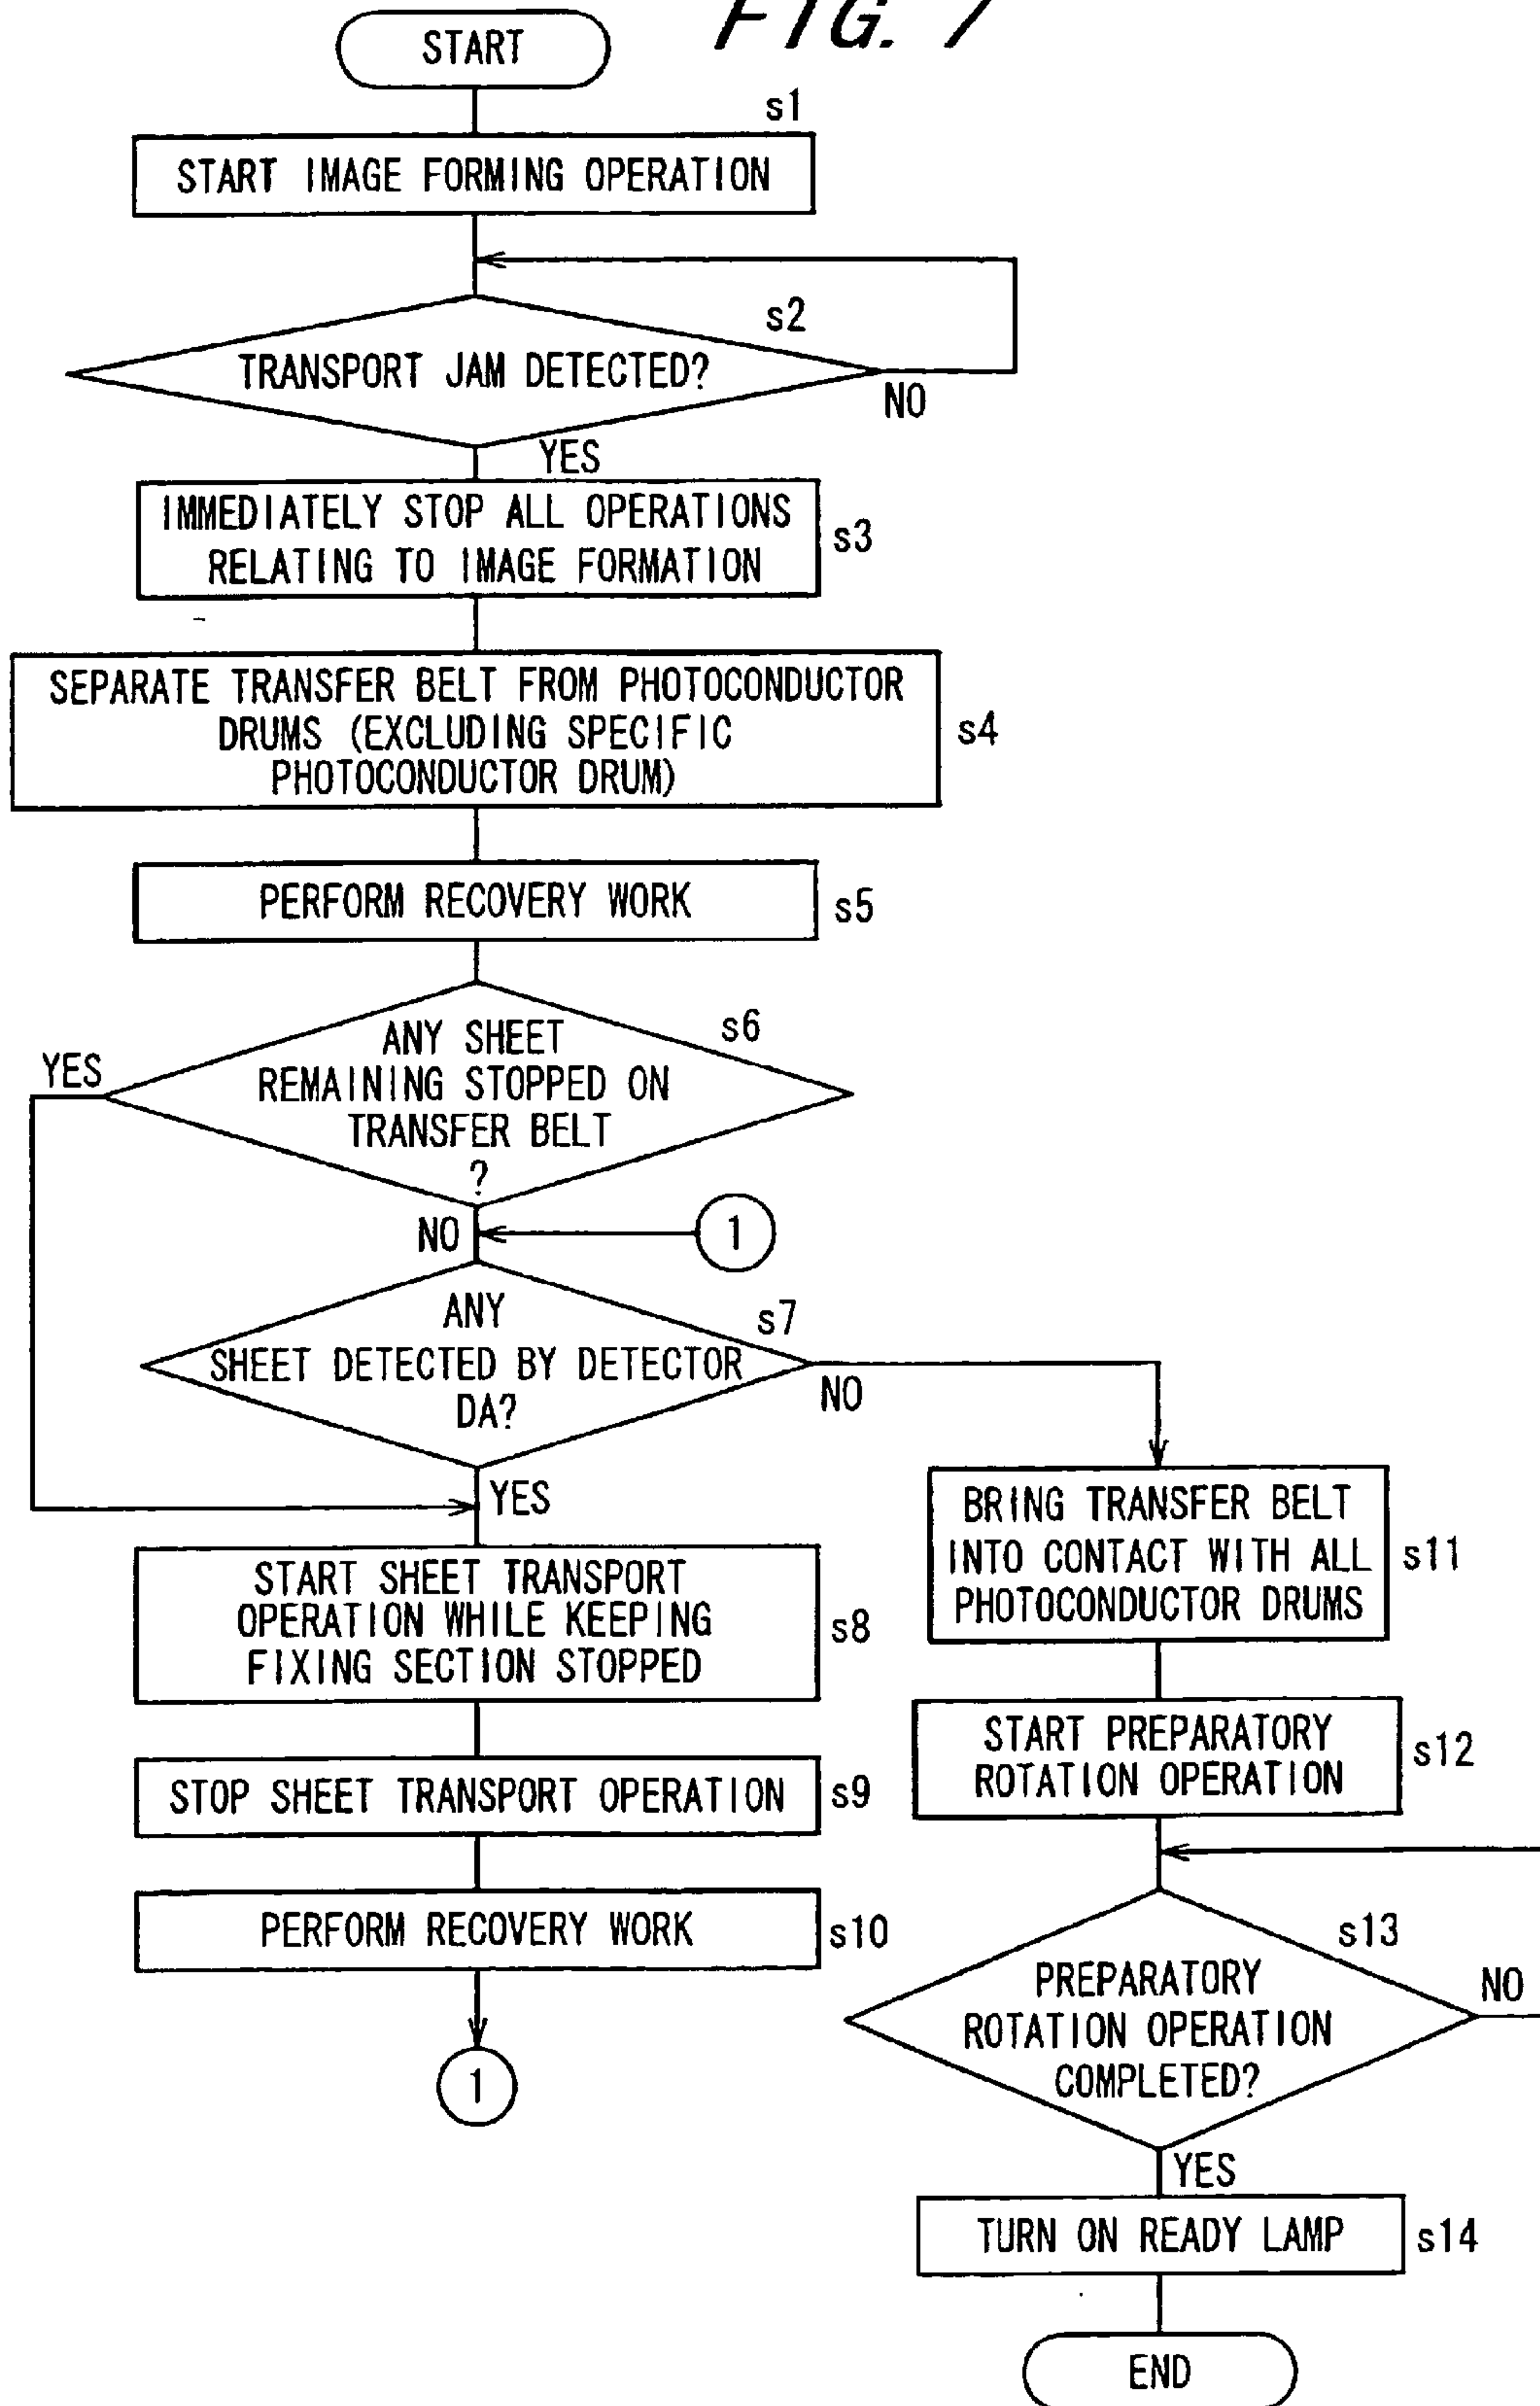 FIG. 7
START
s1
START IMAGE FORMING OPERATION
s2
TRANSPORT JAM DETECTED?
NO
YES
IMMEDIATELY STOP ALL OPERATIONS
RELATING TO IMAGE FORMATION
s3
SEPARATE TRANSFER BELT FROM PHOTOCONDUCTOR
DRUMS (EXCLUDING SPECIFIC
PHOTOCONDUCTOR DRUM)
s4
PERFORM RECOVERY WORK
s5
s6
YES
ANY SHEET
REMAINING STOPPED ON
TRANSFER BELT
?
NO
1
s7
ANY
SHEET DETECTED BY DETECTOR
DA?
NO
YES
START SHEET TRANSPORT
OPERATION WHILE KEEPING
FIXING SECTION STOPPED
s8
STOP SHEET TRANSPORT OPERATION
s9
PERFORM RECOVERY WORK
s10
1
BRING TRANSFER BELT
INTO CONTACT WITH ALL
PHOTOCONDUCTOR DRUMS
s11
START PREPARATORY
ROTATION OPERATION
s12
s13
PREPARATORY
ROTATION OPERATION
COMPLETED?
NO
YES
TURN ON READY LAMP
s14
END